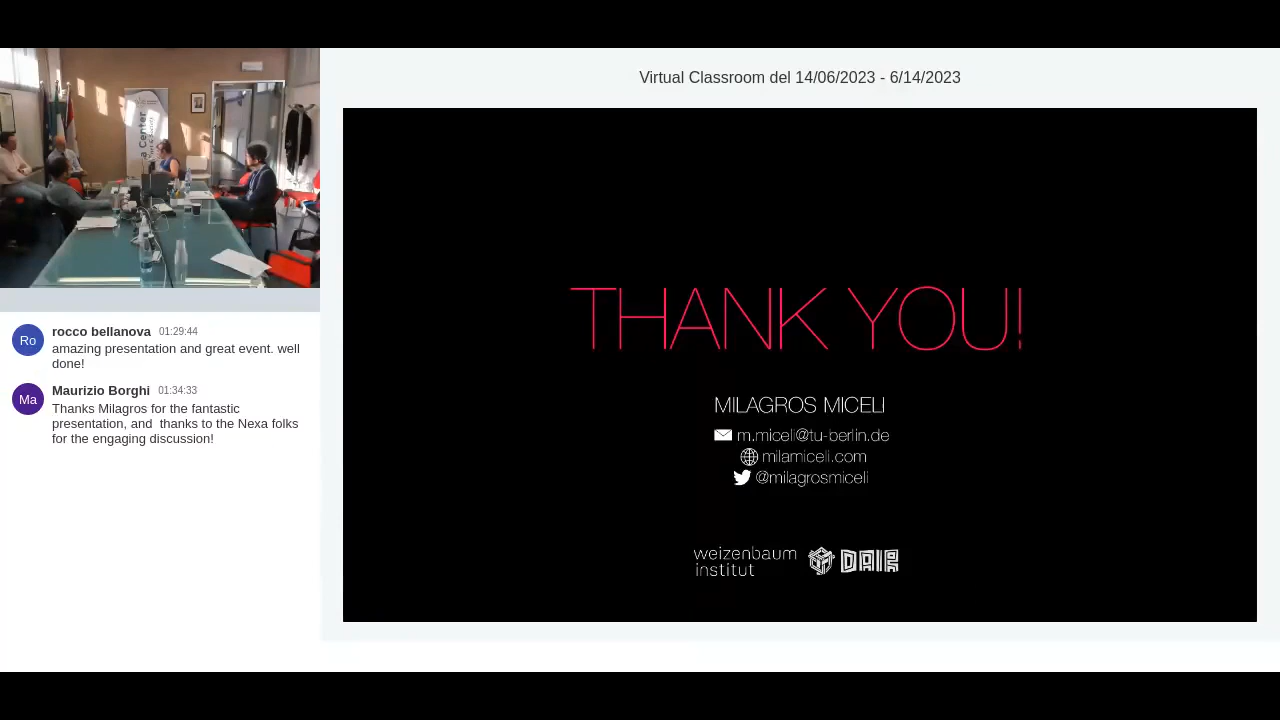 Virtual Classroom del 14/06/2023 - 6/14/2023
a Center
Ro
rocco bellanova 01:29:44
amazing presentation and great event. well
done!
Ma
Maurizio Borghi 01:34:33
Thanks Milagros for the fantastic
presentation, and  thanks to the Nexa folks
for the engaging discussion!
THANK YOU!
MILAGROS MICELI
m.miceli@tu-berlin.de
milamiceli.com
@milagrosmiceli
weizenbaum
institut
DAIR